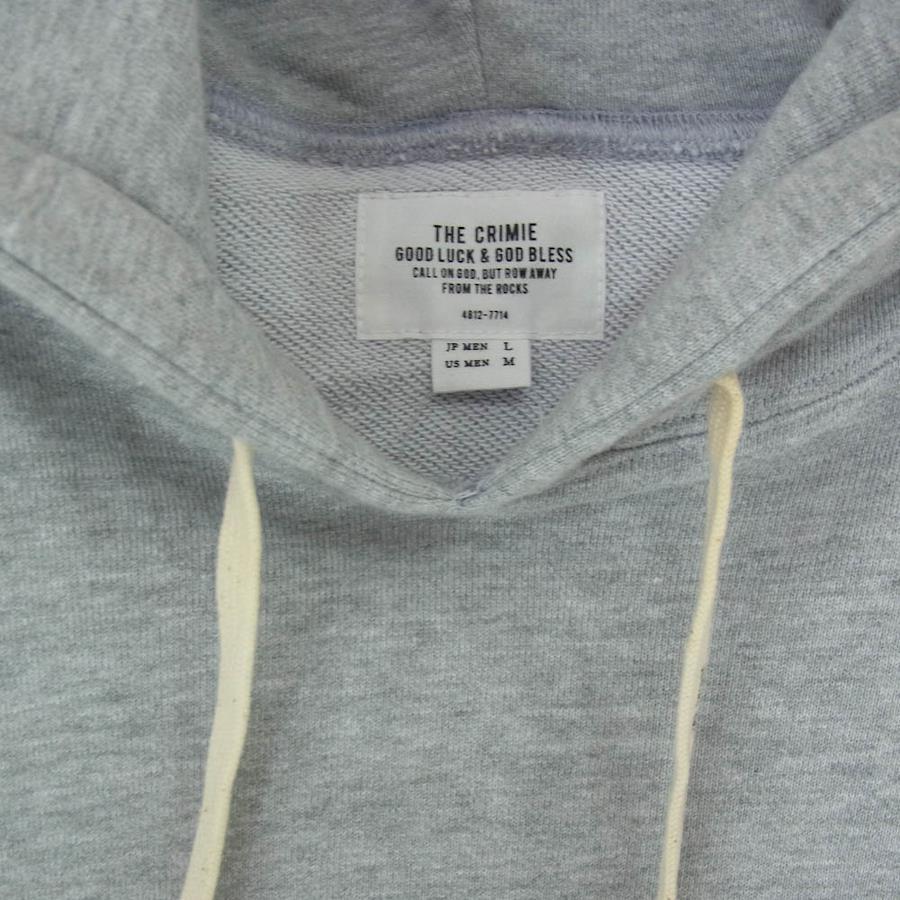 THE CRIMIE
GOOD LUCK & GOD BLESS
CALL ON GOD, BUT ROW AWAY
FROM THE ROCKS
4812-7714
JP MEN L
US MEN M